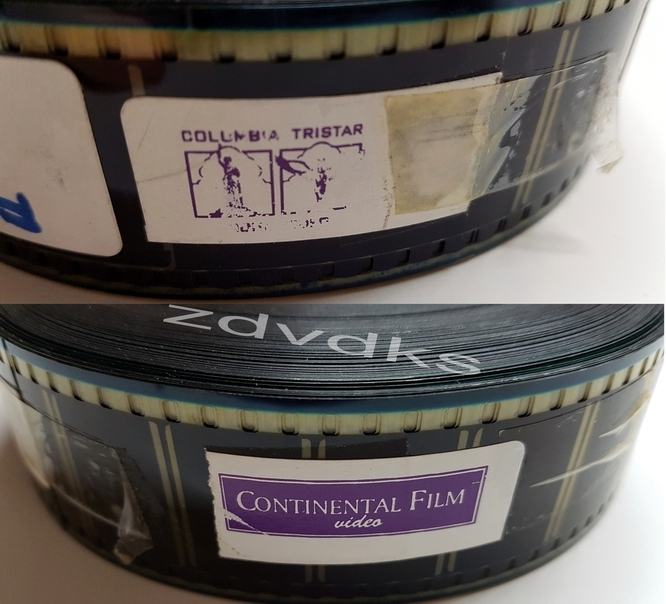 COLUMBIA TRISTAR
zdvdks
CONTINENTAL FILM
video